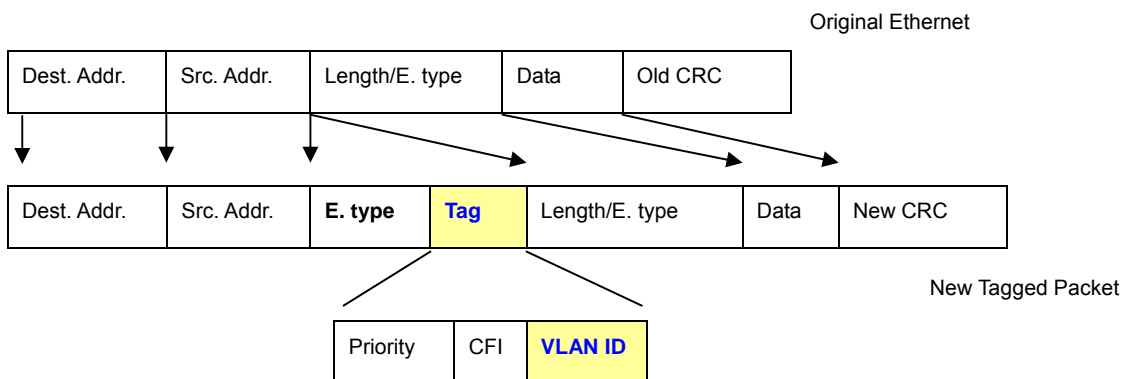 Original Ethernet
Dest. Addr. Src. Addr. Length/E. type Data Old CRC
Dest. Addr. Src. Addr. E. type Tag Length/E. type Data New CRC
New Tagged Packet
Priority CFI VLAN ID